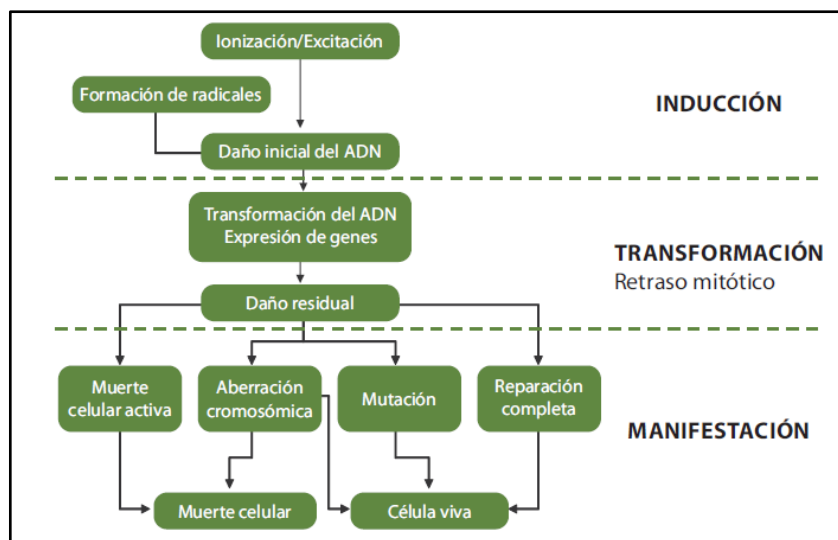 Ionización/Excitación
Formación de radicales
INDUCCIÓN
Daño inicial del ADN
Transformación del ADN
Expresión de genes
TRANSFORMACIÓN
Retraso mitótico
Daño residual
Muerte
celular activa
Aberración
cromosómica
Mutación
Reparación
completa
MANIFESTACIÓN
Muerte celular
Célula viva